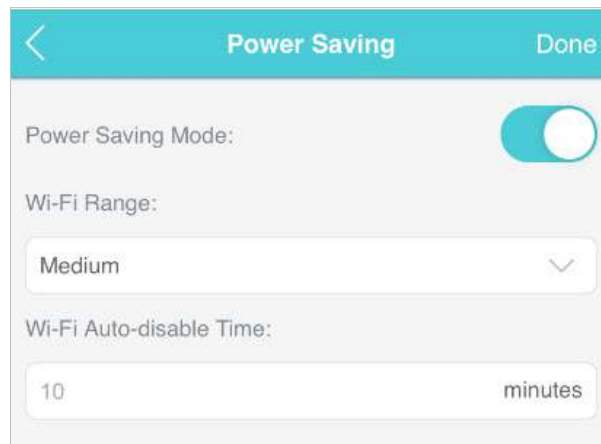 Power Saving Done
Power Saving Mode:
Wi-Fi Range:
Medium
Wi-Fi Auto-disable Time:
10 minutes